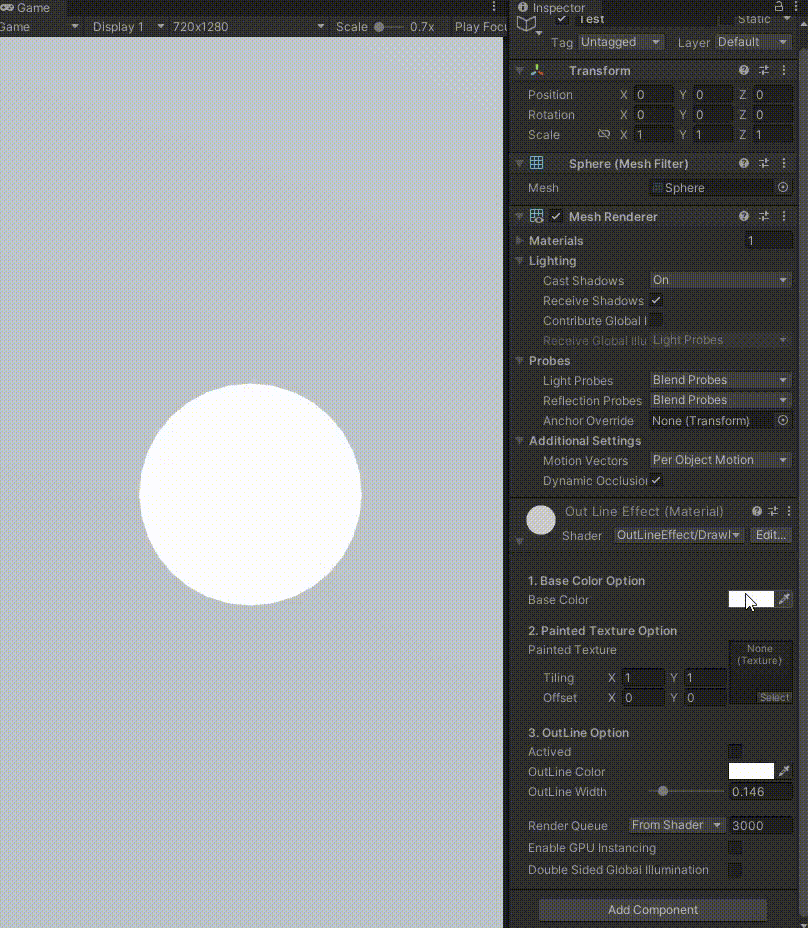 Game
Game Display 1 720x1280 Scale 0.7x Play Focu
Inspector
Test Static
Tag Untagged Layer Default
Transform
Position X 0 Y 0 Z 0
Rotation X 0 Y 0 Z 0
Scale X 1 Y 1 Z 1
Sphere (Mesh Filter)
Mesh Sphere
Mesh Renderer
Materials 1
Lighting
Cast Shadows On
Receive Shadows
Contribute Global I
Receive Global Illu Light Probes
Probes
Light Probes Blend Probes
Reflection Probes Blend Probes
Anchor Override None (Transform)
Additional Settings
Motion Vectors Per Object Motion
Dynamic Occlusion
Out Line Effect (Material)
Shader OutLineEffect/Drawl Edit...
1. Base Color Option
Base Color
2. Painted Texture Option
Painted Texture None (Texture)
Tiling X 1 Y 1
Offset X 0 Y 0 Select
3. OutLine Option
Actived
OutLine Color
OutLine Width 0.146
Render Queue From Shader 3000
Enable GPU Instancing
Double Sided Global Illumination
Add Component